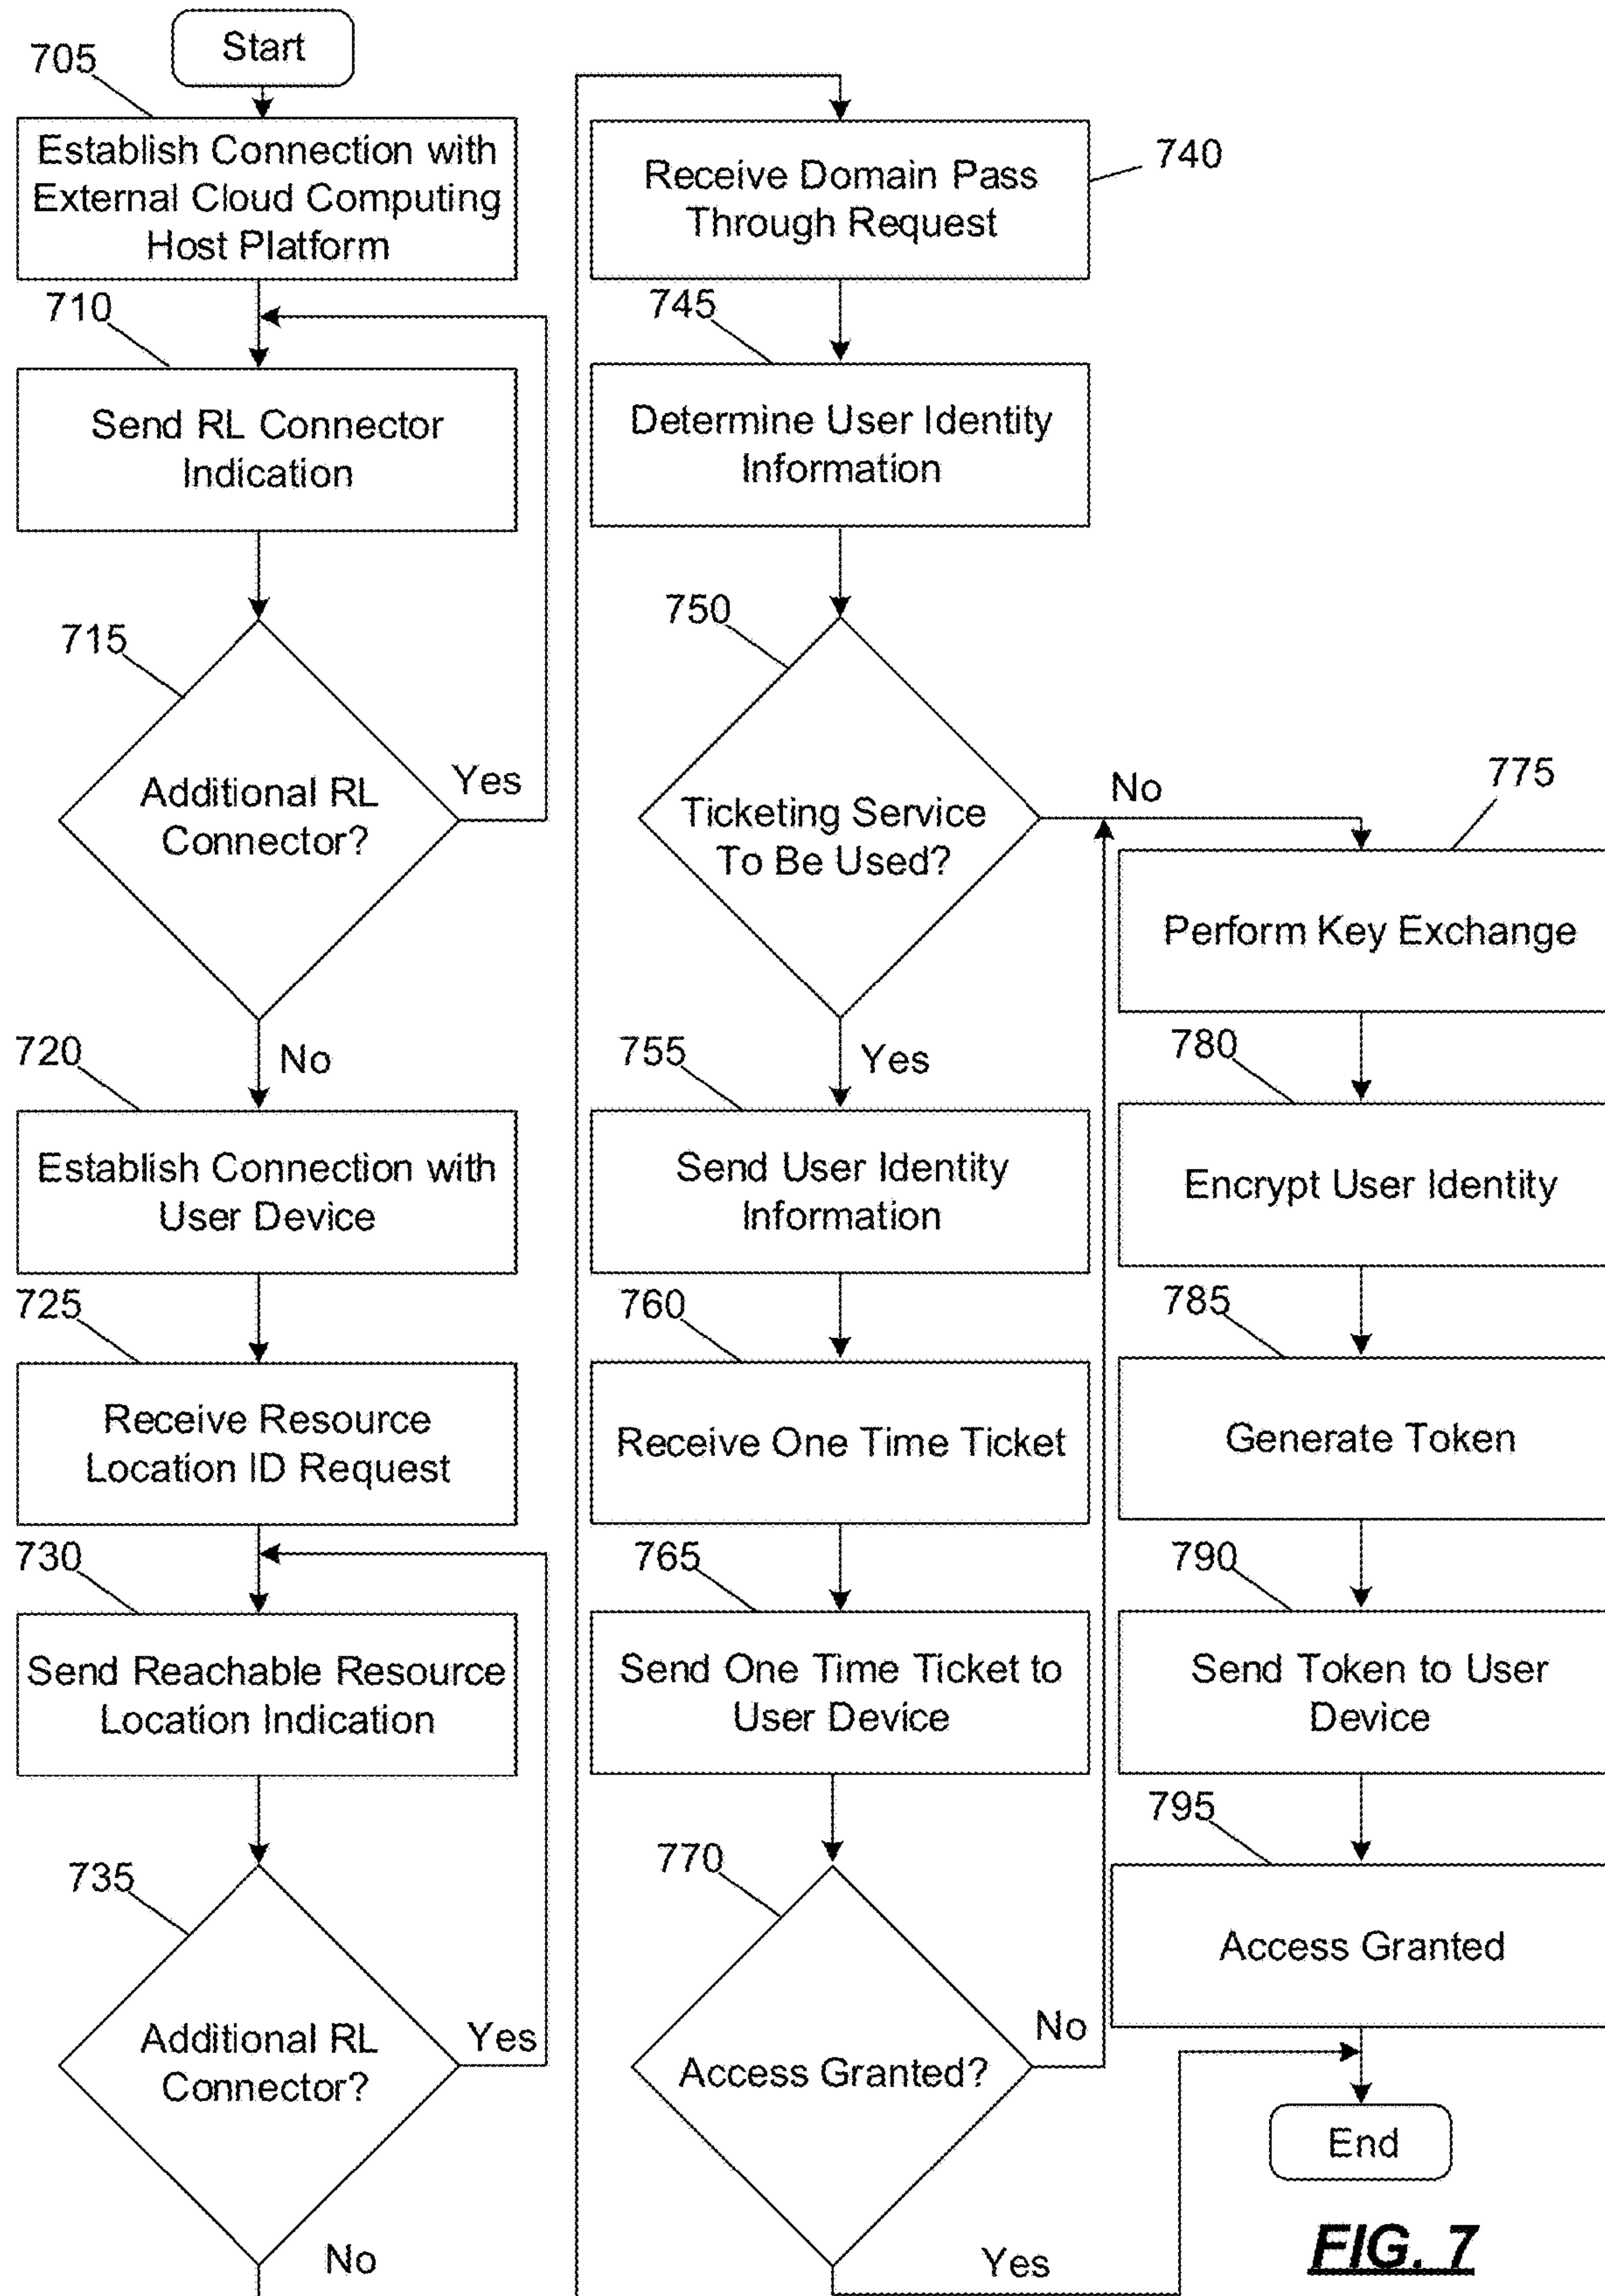 Start
705
Establish Connection with
External Cloud Computing
Host Platform
710
Send RL Connector
Indication
715
Additional RL
Connector?
Yes
No
720
Establish Connection with
User Device
725
Receive Resource
Location ID Request
730
Send Reachable Resource
Location Indication
735
Additional RL
Connector?
Yes
No
740
Receive Domain Pass
Through Request
745
Determine User Identity
Information
750
Ticketing Service
To Be Used?
No
Yes
755
Send User Identity
Information
760
Receive One Time Ticket
765
Send One Time Ticket to
User Device
770
Access Granted?
No
Yes
775
Perform Key Exchange
780
Encrypt User Identity
785
Generate Token
790
Send Token to User
Device
795
Access Granted
End
FIG. 7